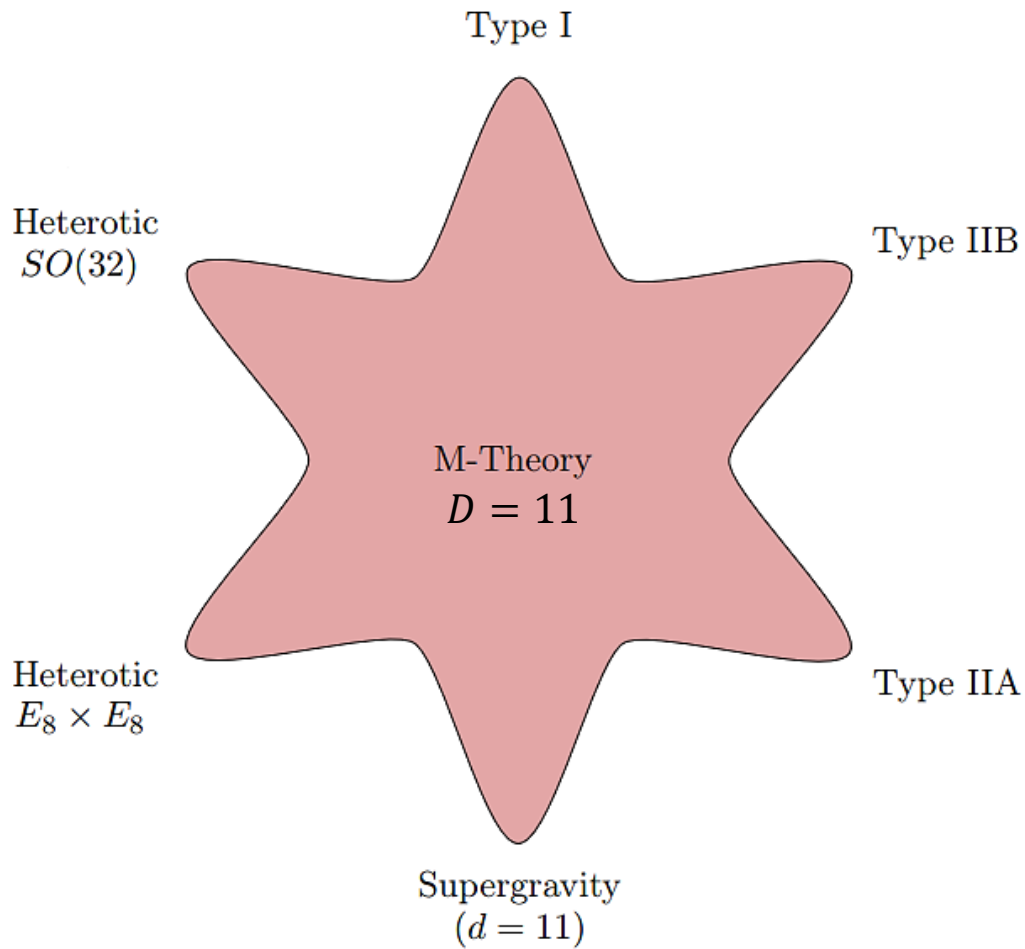 Type I
Heterotic
SO(32)
Type IIB
M-Theory
D = 11
Heterotic
E₈ × E₈
Type IIA
Supergravity
(d = 11)